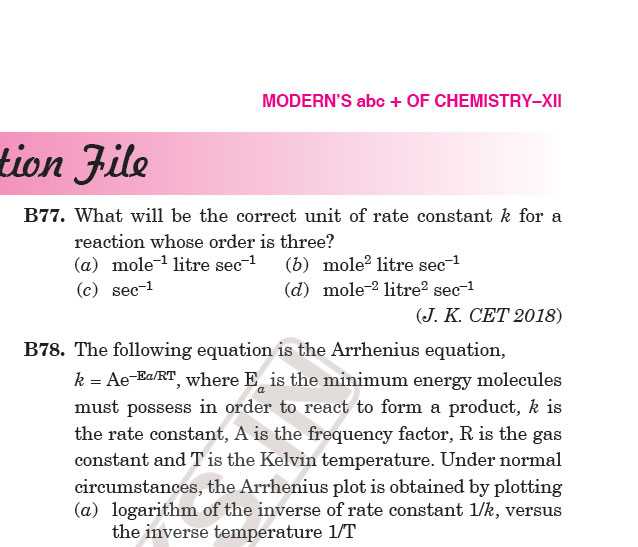 MODERN'S abc + OF CHEMISTRY–XII
tion File
B77. What will be the correct unit of rate constant k for a
reaction whose order is three?
(a) mole⁻¹ litre sec⁻¹ (b) mole² litre sec⁻¹
(c) sec⁻¹ (d) mole⁻² litre² sec⁻¹
(J. K. CET 2018)
B78. The following equation is the Arrhenius equation,
k = Ae⁻ᴱᵃ/ᴿᵀ, where Eₐ is the minimum energy molecules
must possess in order to react to form a product, k is
the rate constant, A is the frequency factor, R is the gas
constant and T is the Kelvin temperature. Under normal
circumstances, the Arrhenius plot is obtained by plotting
(a) logarithm of the inverse of rate constant 1/k, versus
the inverse temperature 1/T